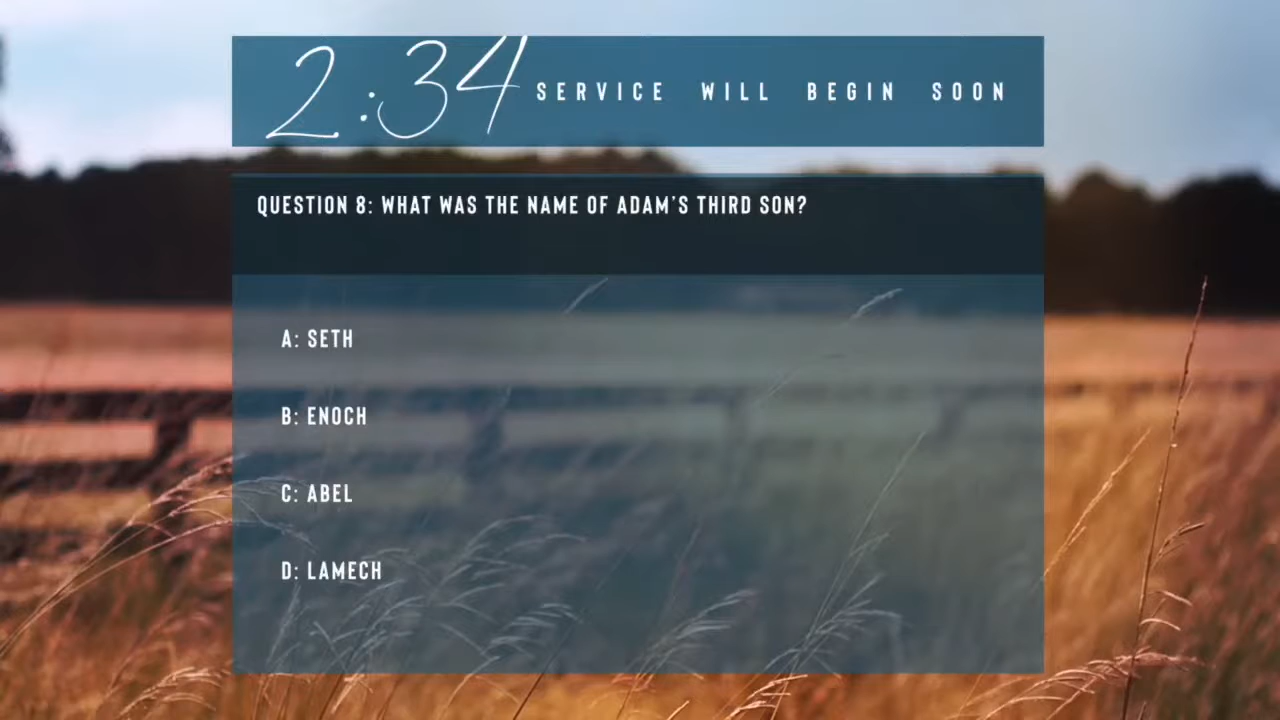 2:34 SERVICE WILL BEGIN SOON
QUESTION 8: WHAT WAS THE NAME OF ADAM'S THIRD SON?
A: SETH
B: ENOCH
C: ABEL
D: LAMECH